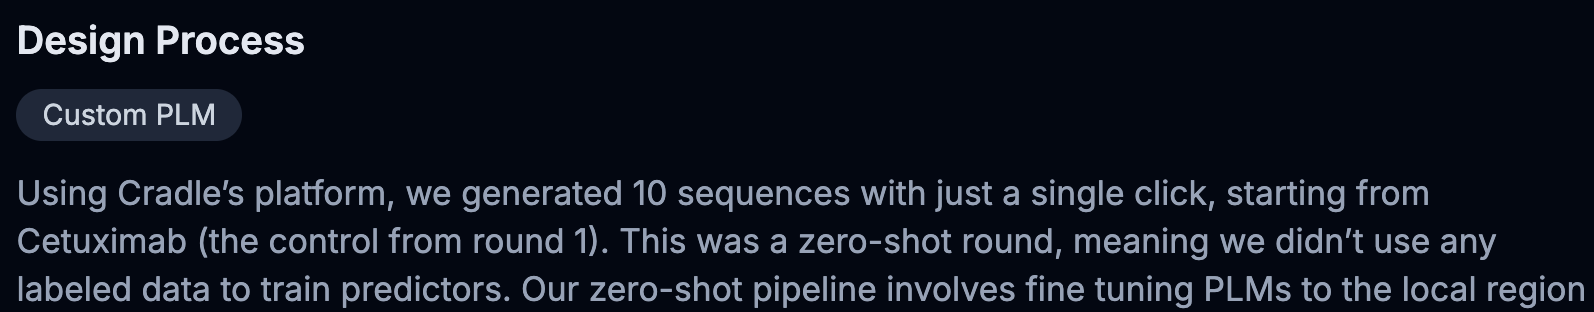 Design Process
Custom PLM
Using Cradle’s platform, we generated 10 sequences with just a single click, starting from
Cetuximab (the control from round 1). This was a zero-shot round, meaning we didn’t use any
labeled data to train predictors. Our zero-shot pipeline involves fine tuning PLMs to the local region